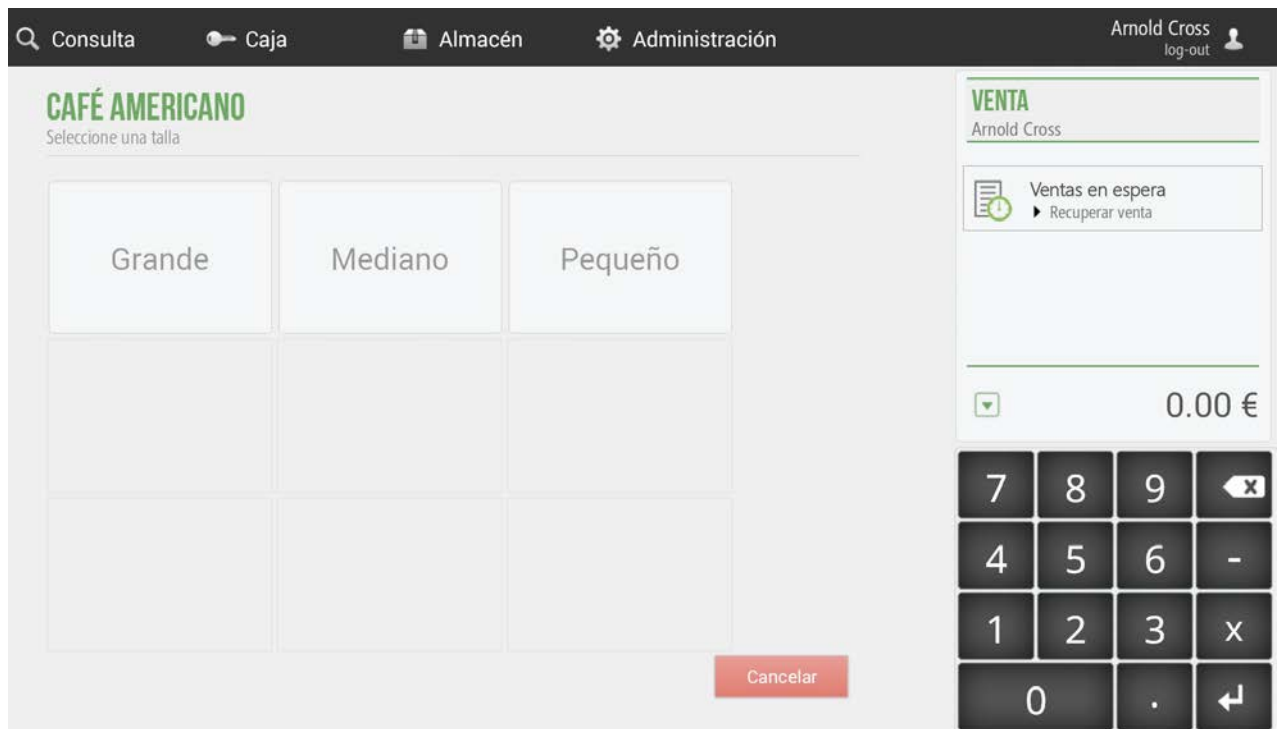 Consulta
Caja
Almacén
Administración
Arnold Cross
log-out
CAFÉ AMERICANO
Seleccione una talla
Grande
Mediano
Pequeño
Cancelar
VENTA
Arnold Cross
Ventas en espera
Recuperar venta
0.00 €
7 8 9 x
4 5 6 -
1 2 3 x
0 .